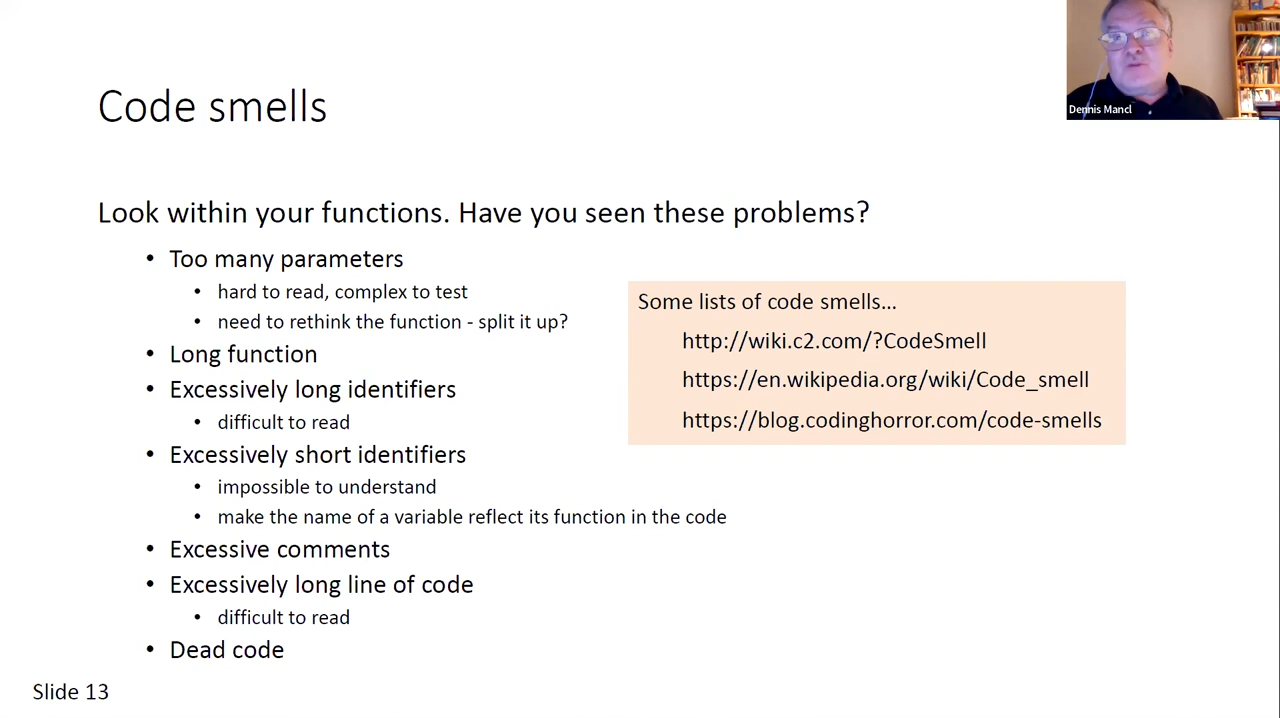 Code smells
Dennis Mancl
Look within your functions. Have you seen these problems?
• Too many parameters
• hard to read, complex to test
• need to rethink the function - split it up?
• Long function
• Excessively long identifiers
• difficult to read
• Excessively short identifiers
• impossible to understand
• make the name of a variable reflect its function in the code
• Excessive comments
• Excessively long line of code
• difficult to read
• Dead code
Some lists of code smells...
http://wiki.c2.com/?CodeSmell
https://en.wikipedia.org/wiki/Code_smell
https://blog.codinghorror.com/code-smells
Slide 13